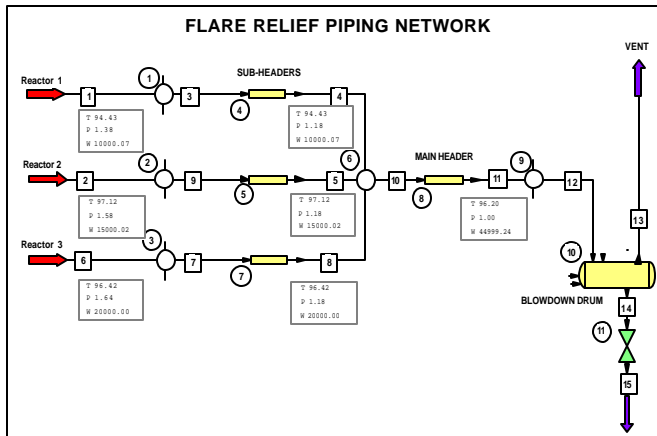 FLARE RELIEF PIPING NETWORK
VENT
SUB-HEADERS
Reactor 1
1
1
3
4
4
T 94.43
P 1.38
W 10000.07
T 94.43
P 1.18
W 10000.07
MAIN HEADER
Reactor 2
2
2
9
5
5
6
10
8
11
9
12
T 97.12
P 1.58
W 15000.02
T 97.12
P 1.18
W 15000.02
T 96.20
P 1.00
W 44999.24
13
Reactor 3
6
3
7
7
8
10
T 96.42
P 1.64
W 20000.00
T 96.42
P 1.18
W 20000.00
BLOWDOWN DRUM
14
11
15